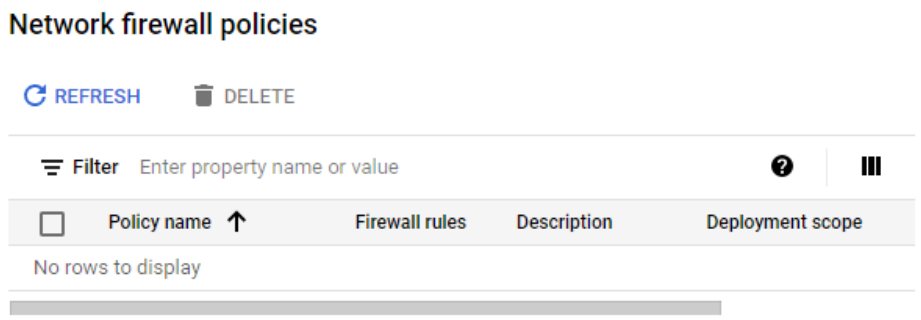 Network firewall policies
REFRESH DELETE
Filter Enter property name or value
Policy name Firewall rules Description Deployment scope
No rows to display